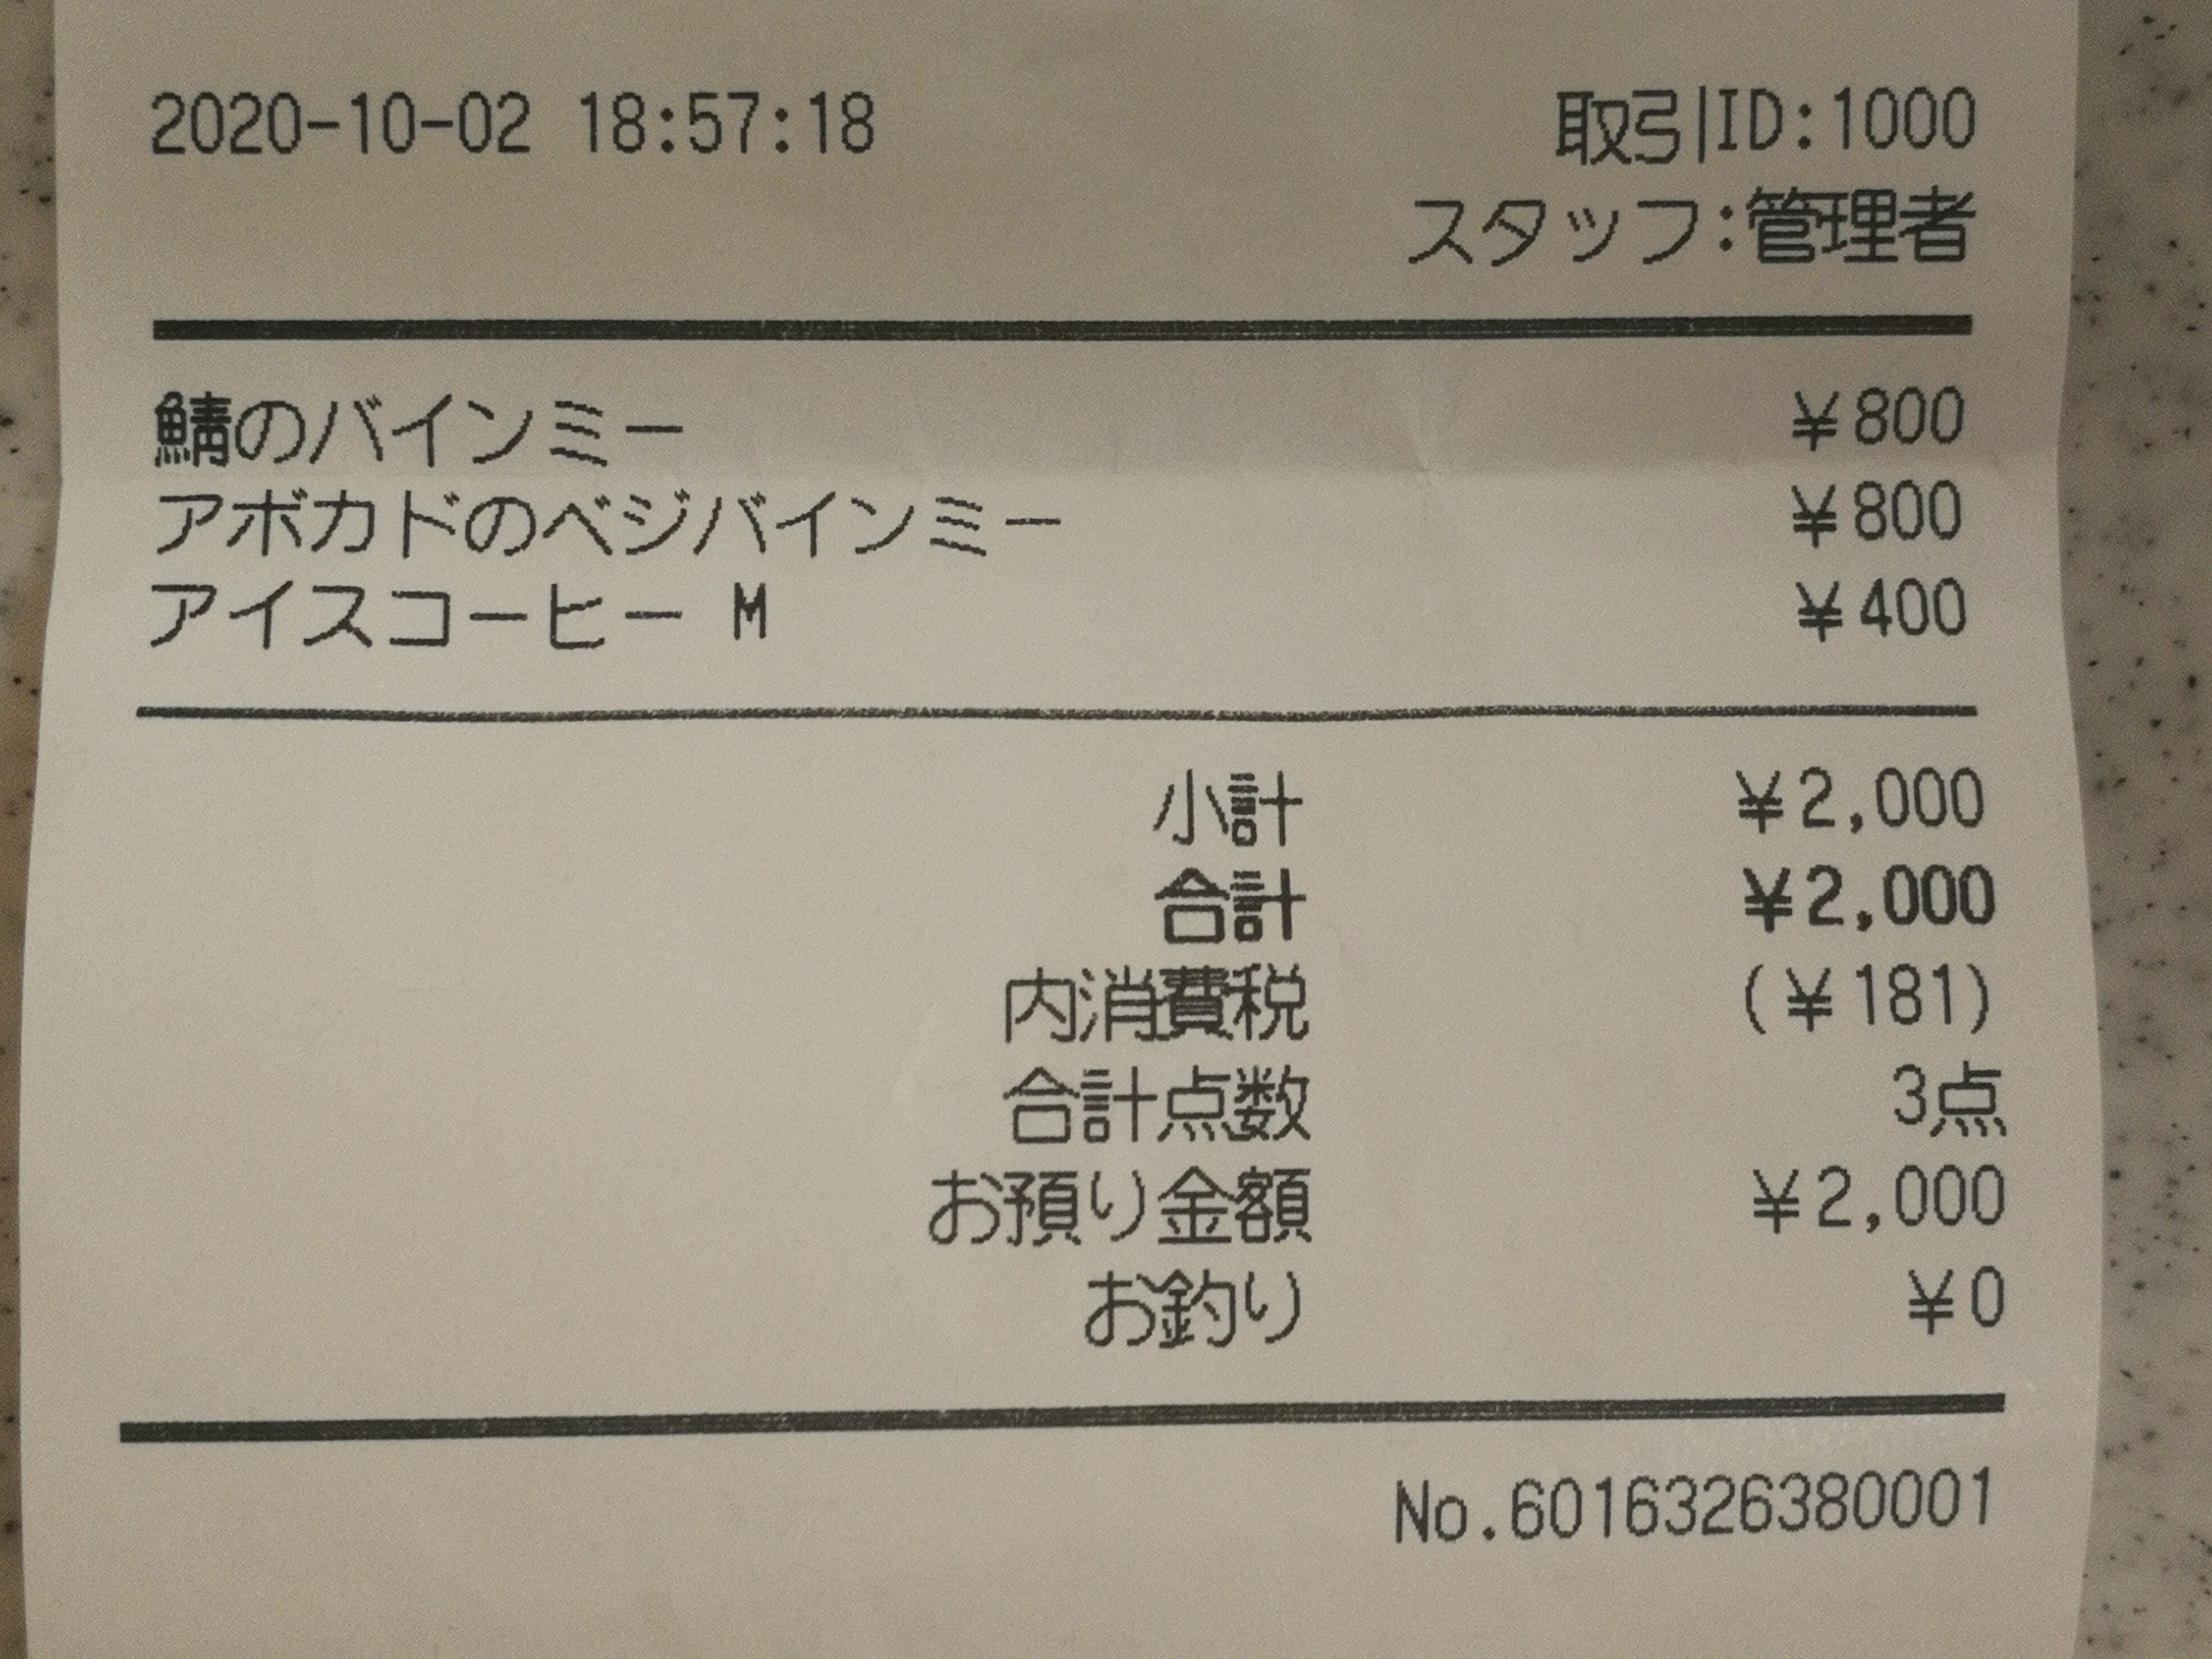 2020-10-02 18:57:18 取引ID:1000
スタッフ:管理者
鯖のバインミー ¥800
アボカドのベジバインミー ¥800
アイスコーヒー M ¥400
小計 ¥2,000
合計 ¥2,000
内消費税 (¥181)
合計点数 3点
お預り金額 ¥2,000
お釣り ¥0
No.6016326380001